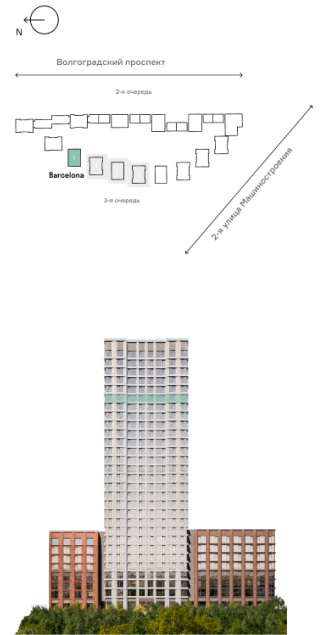 N
Волгоградский проспект
2-я очередь
Barcelona
3-я очередь
2-я улица Машиностроения